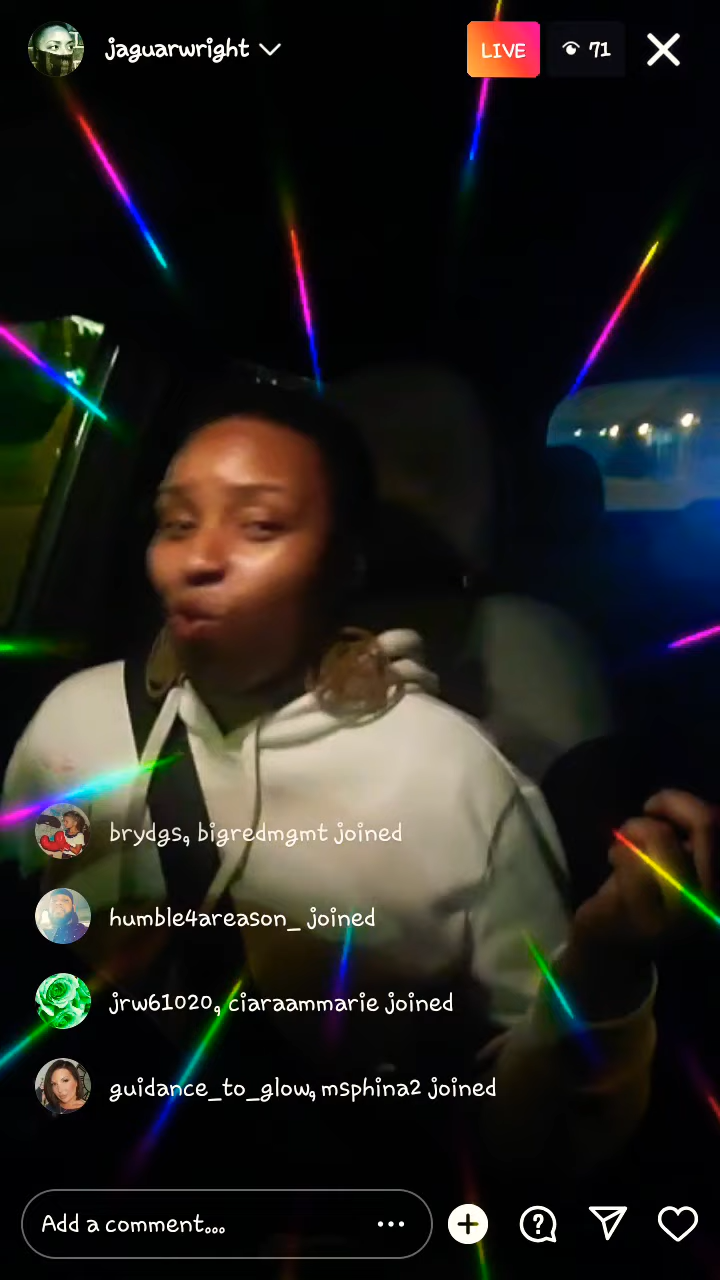 jaguarwright
LIVE
71
brydgs, bigredmgmt joined
humble4areason_ joined
jrw61020, ciaraammarie joined
guidance_to_glow, msphina2 joined
Add a comment...